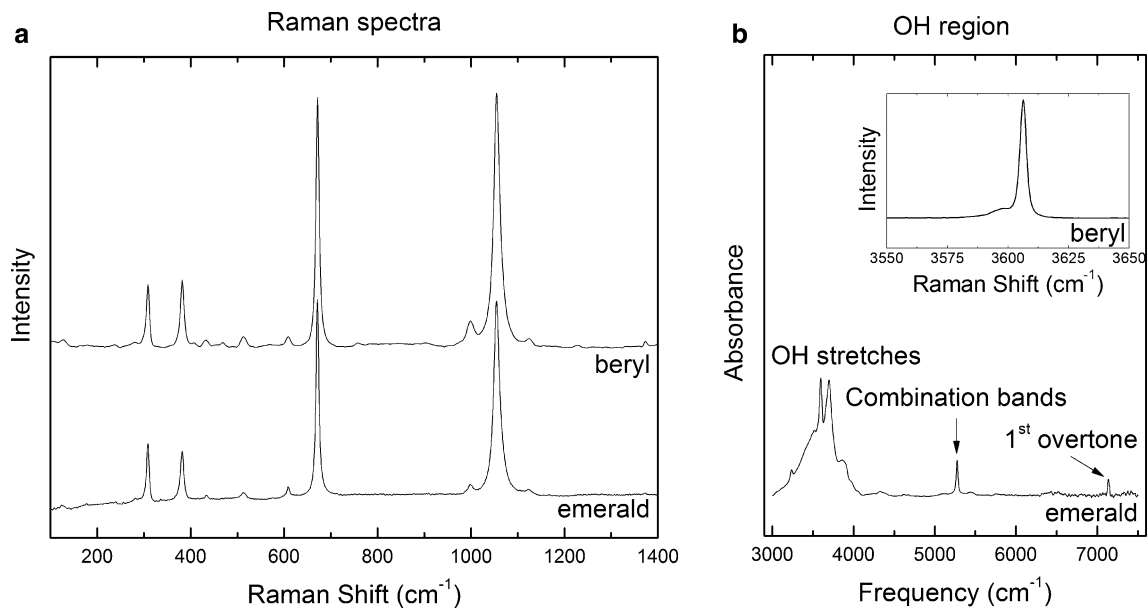 a
Raman spectra
Intensity
beryl
emerald
200 400 600 800 1000 1200 1400
Raman Shift (cm⁻¹)
b
OH region
Intensity
beryl
3550 3575 3600 3625 3650
Raman Shift (cm⁻¹)
Absorbance
OH stretches
Combination bands
1ˢᵗ overtone
emerald
3000 4000 5000 6000 7000
Frequency (cm⁻¹)